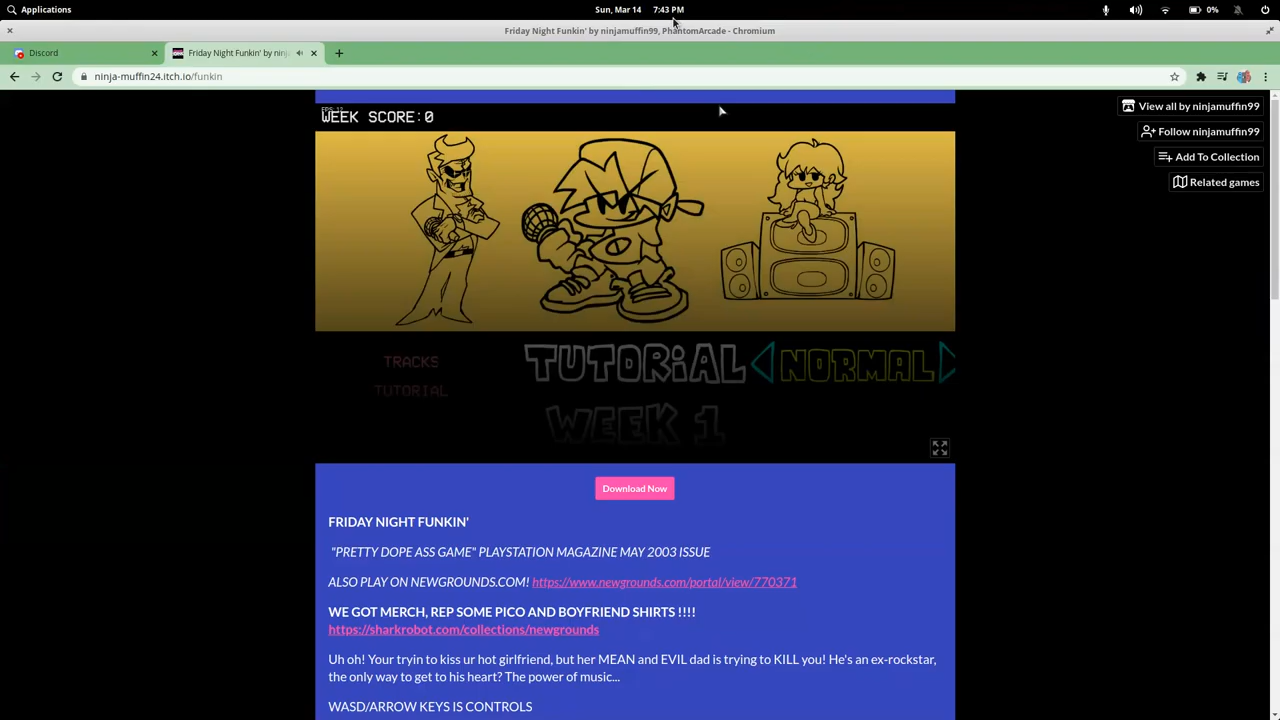 Applications
Sun, Mar 14 7:43 PM
0%
Friday Night Funkin' by ninjamuffin99, PhantomArcade - Chromium
Discord
Friday Night Funkin' by ninj
ninja-muffin24.itch.io/funkin
View all by ninjamuffin99
Follow ninjamuffin99
Add To Collection
Related games
FPS: 12
WEEK SCORE:0
TRACKS
TUTORIAL
TUTORIAL
NORMAL
WEEK 1
Download Now
FRIDAY NIGHT FUNKIN'
"PRETTY DOPE ASS GAME" PLAYSTATION MAGAZINE MAY 2003 ISSUE
ALSO PLAY ON NEWGROUNDS.COM! https://www.newgrounds.com/portal/view/770371
WE GOT MERCH, REP SOME PICO AND BOYFRIEND SHIRTS !!!!
https://sharkrobot.com/collections/newgrounds
Uh oh! Your tryin to kiss ur hot girlfriend, but her MEAN and EVIL dad is trying to KILL you! He's an ex-rockstar,
the only way to get to his heart? The power of music...
WASD/ARROW KEYS IS CONTROLS